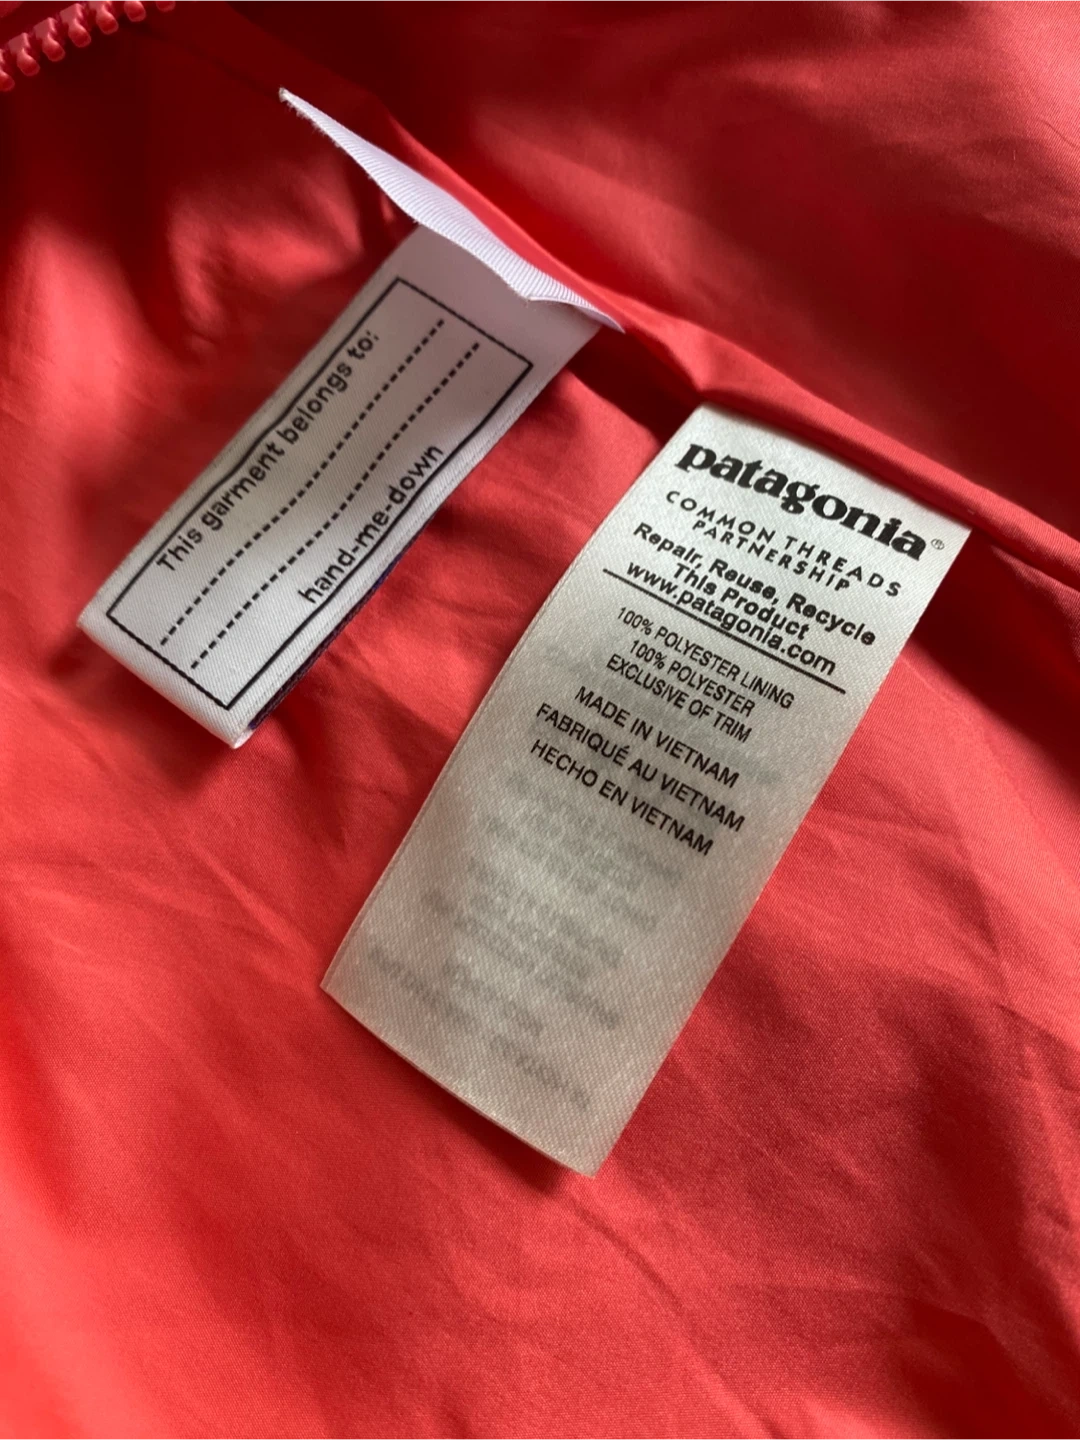 This garment belongs to:
hand-me-down
patagonia®
COMMON THREADS
PARTNERSHIP
Repair, Reuse, Recycle
This Product
www.patagonia.com
100% POLYESTER LINING
100% POLYESTER
EXCLUSIVE OF TRIM
MADE IN VIETNAM
FABRIQUÉ AU VIETNAM
HECHO EN VIETNAM